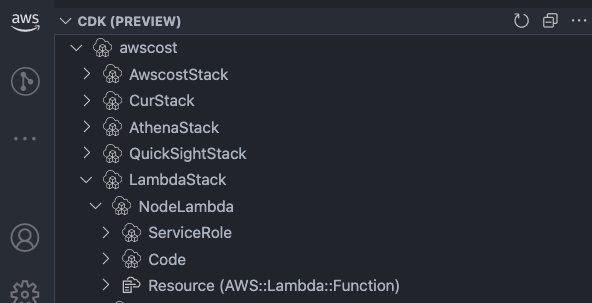 aws
CDK (PREVIEW)
awscost
AwscostStack
CurStack
AthenaStack
QuickSightStack
LambdaStack
NodeLambda
ServiceRole
Code
Resource (AWS::Lambda::Function)